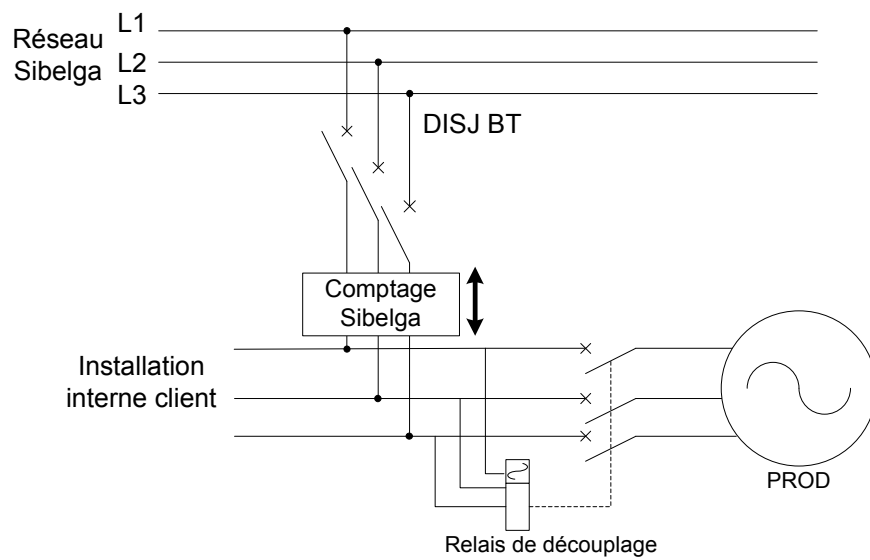 Réseau
Sibelga
L1
L2
L3
DISJ BT
Comptage
Sibelga
Installation
interne client
PROD
Relais de découplage